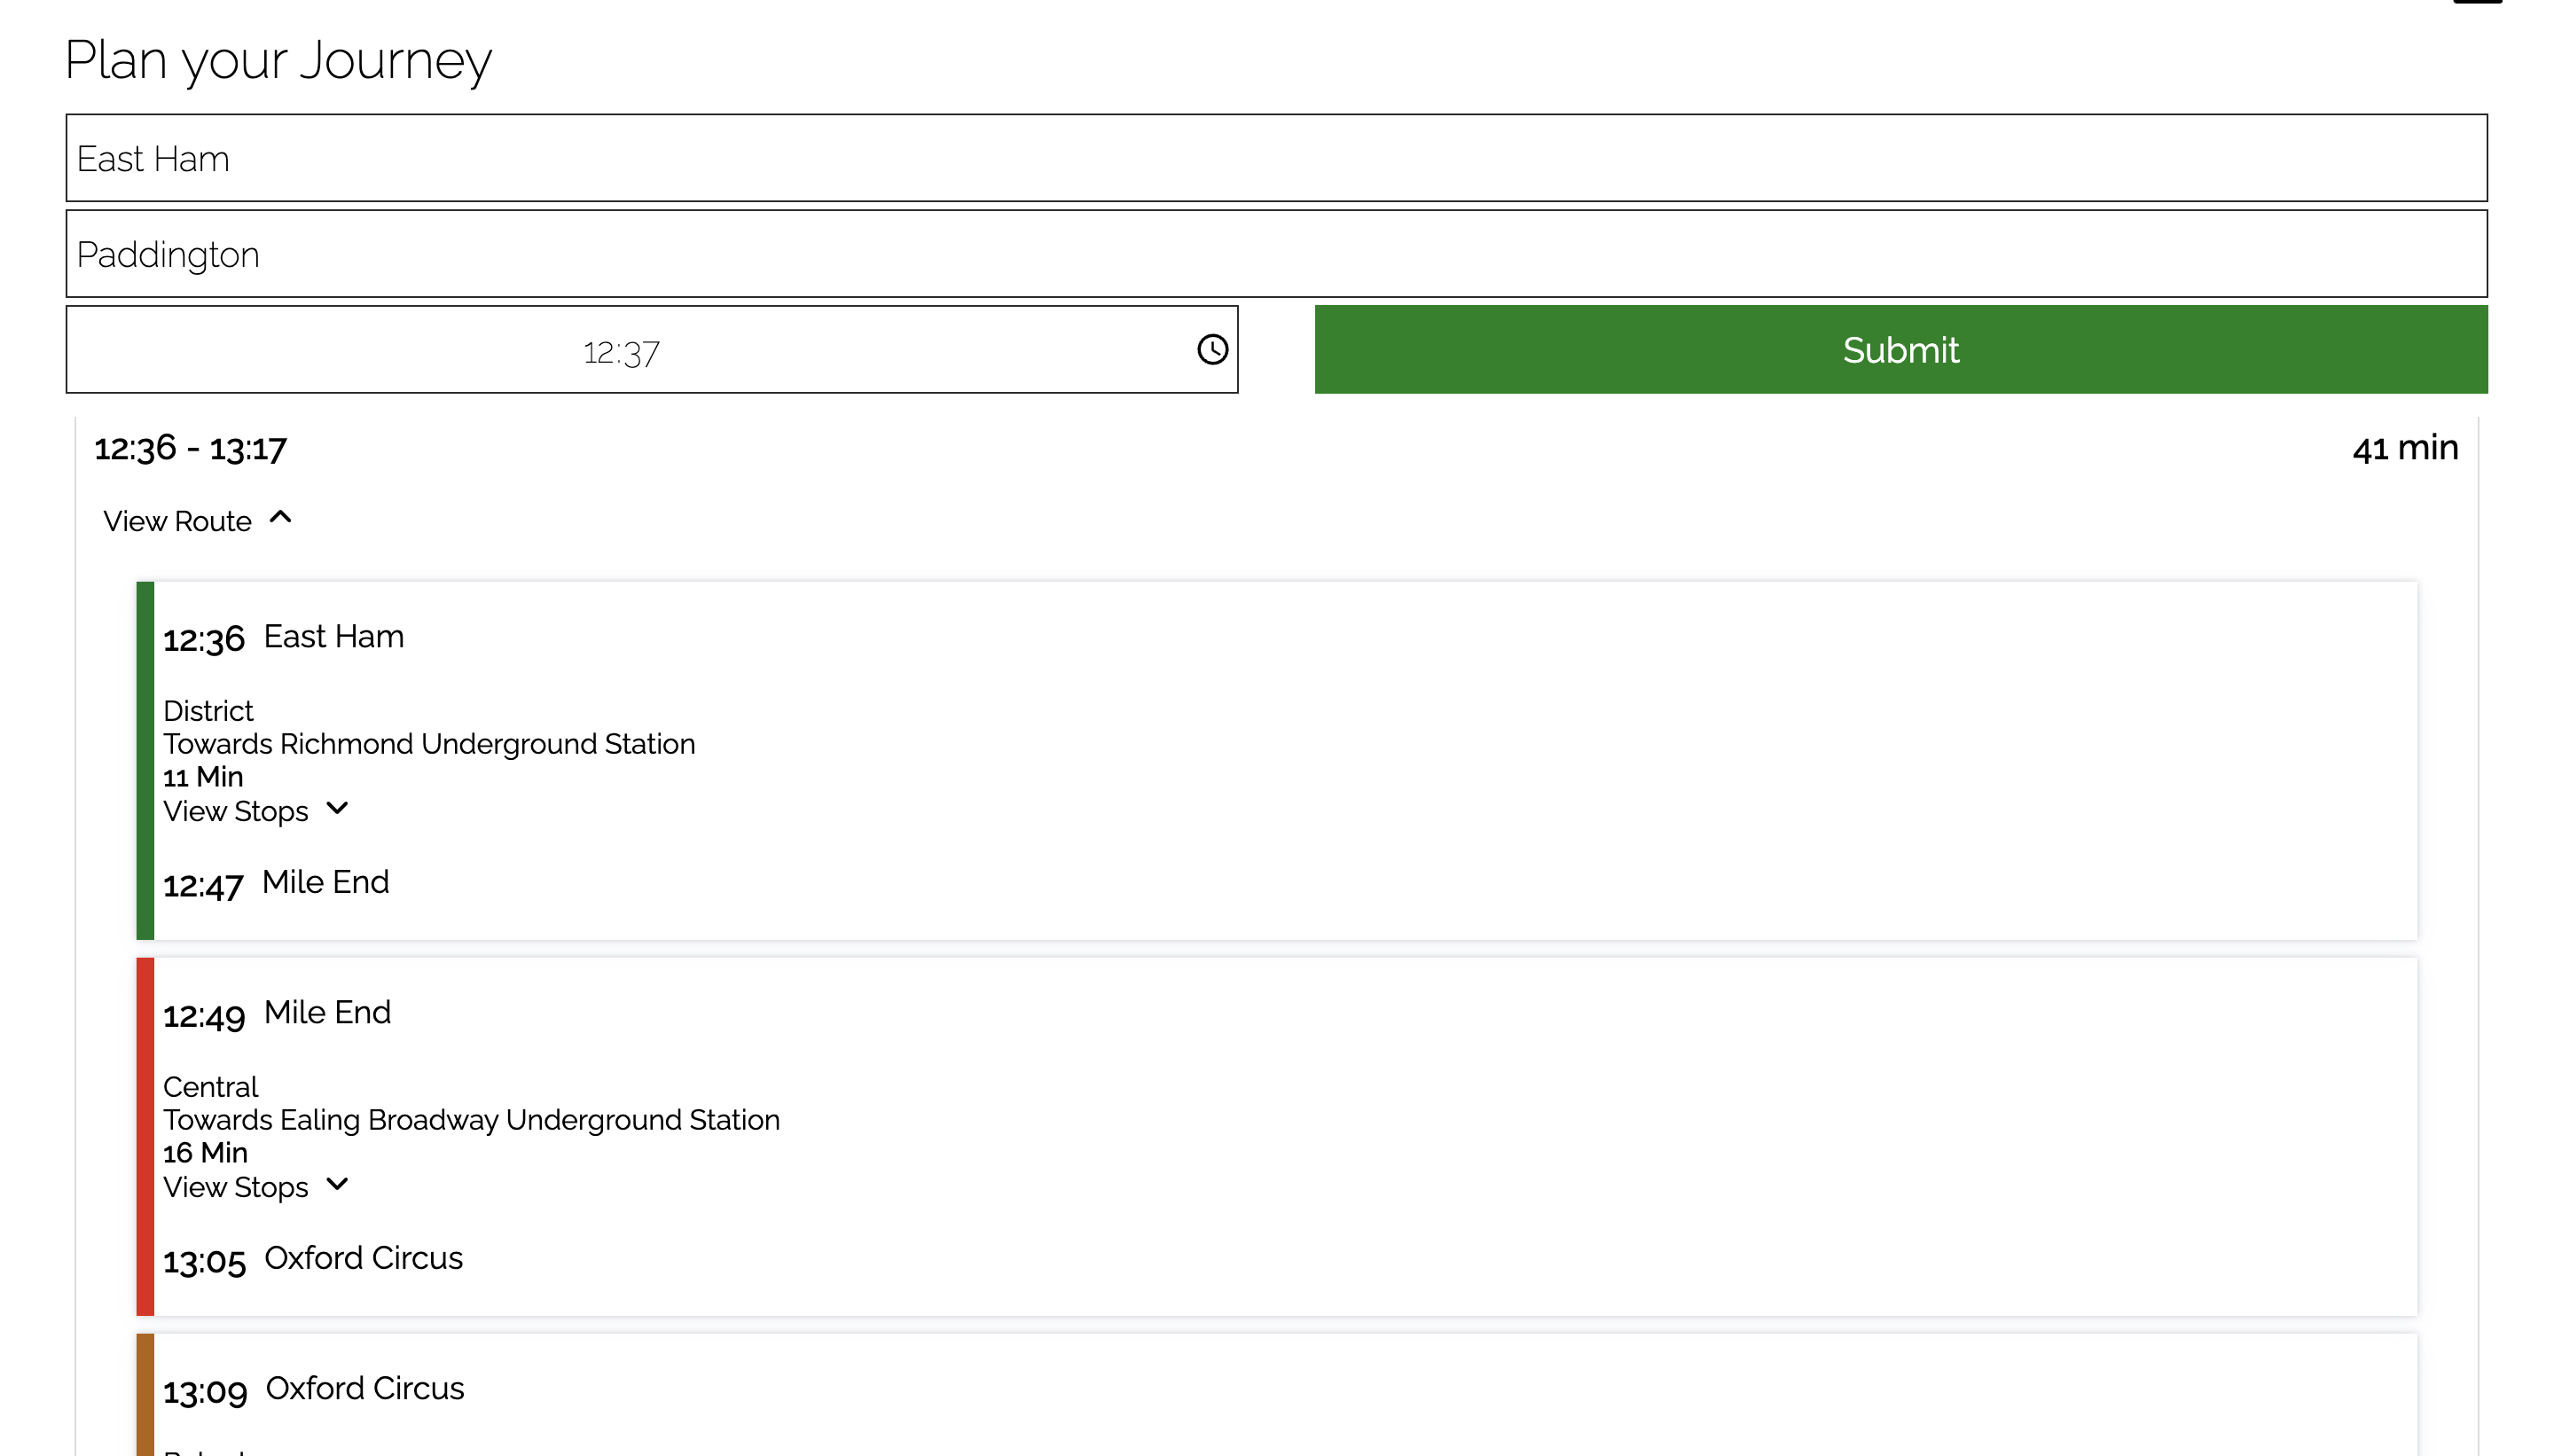 Plan your Journey
East Ham
Paddington
12:37
Submit
12:36 - 13:17
41 min
View Route
12:36 East Ham
District
Towards Richmond Underground Station
11 Min
View Stops
12:47 Mile End
12:49 Mile End
Central
Towards Ealing Broadway Underground Station
16 Min
View Stops
13:05 Oxford Circus
13:09 Oxford Circus